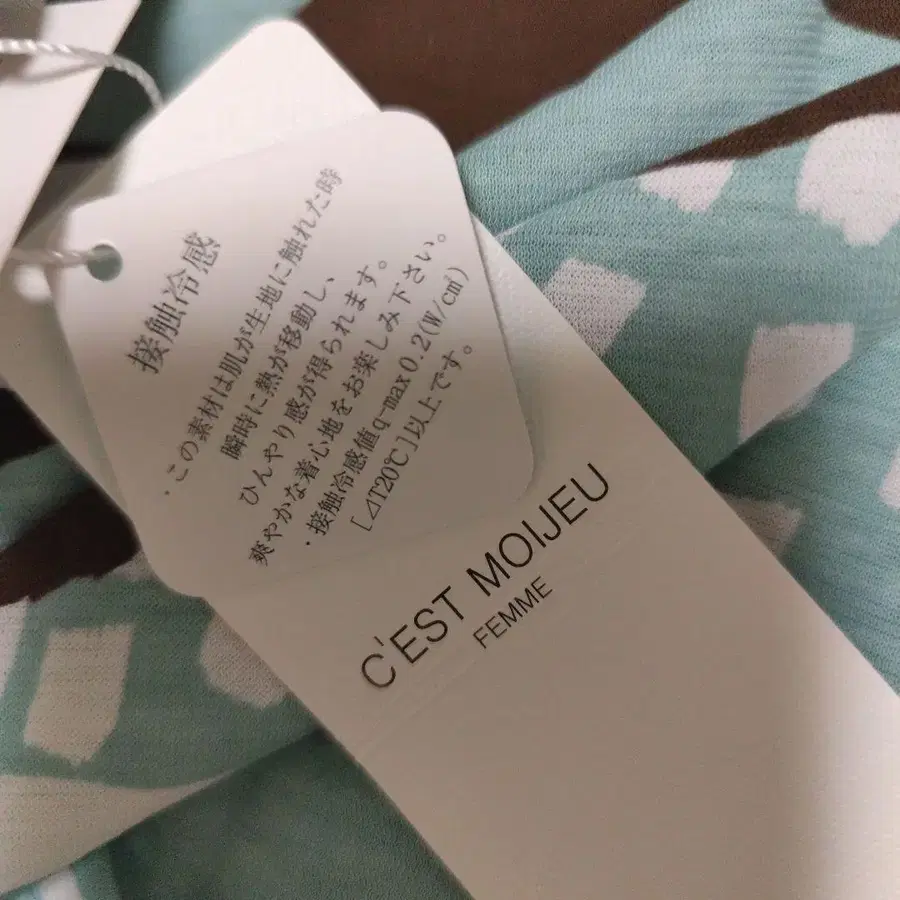 接触冷感
・この素材は肌が生地に触れた時
瞬時に熱が移動し、
ひんやり感が得られます。
爽やかな着心地をお楽しみ下さい。
・接触冷感値q-max0.2(W/cm)
[⊿T20℃]以上です。
C'EST MOIJEU
FEMME